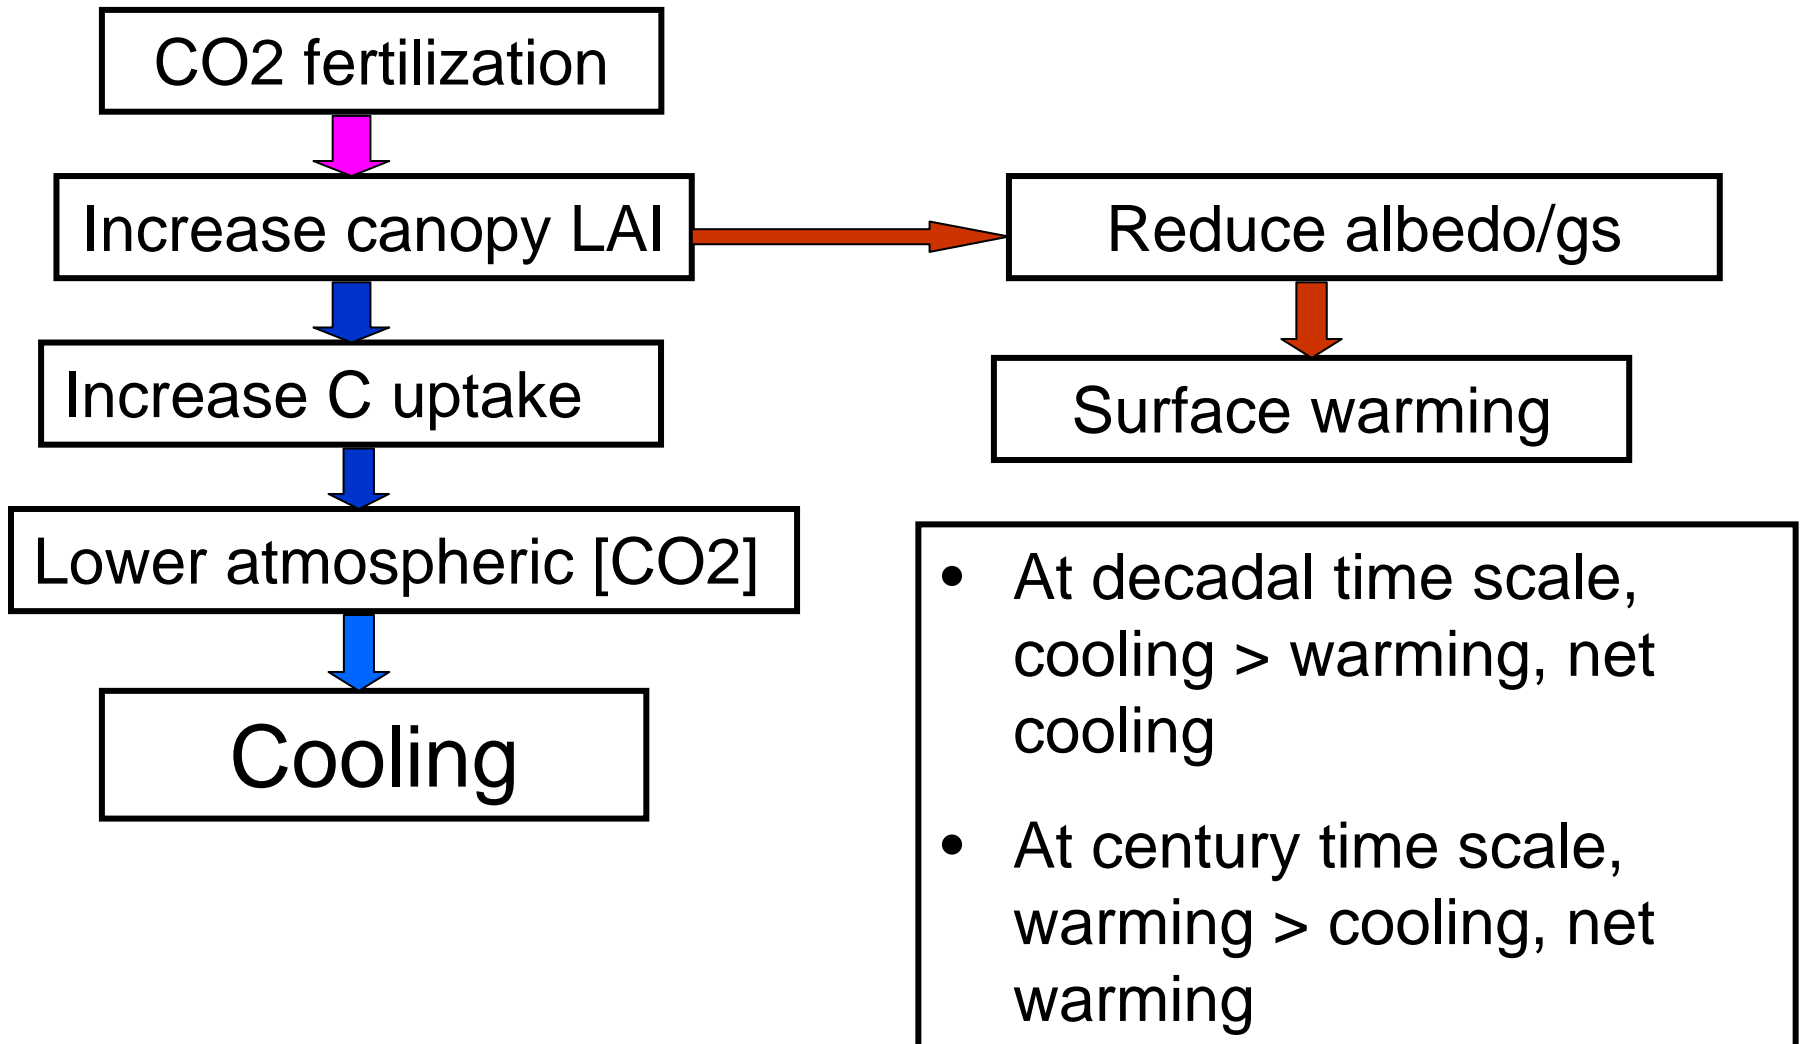 CO2 fertilization
Increase canopy LAI
Reduce albedo/gs
Increase C uptake
Surface warming
Lower atmospheric [CO2]
Cooling
• At decadal time scale,
cooling > warming, net
cooling
• At century time scale,
warming > cooling, net
warming